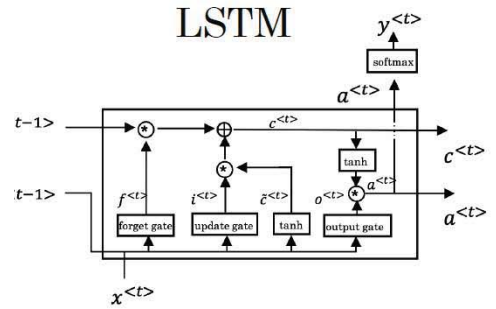 LSTM
y<t>
softmax
a<t>
t-1>
c<t>
c<t>
tanh
t-1>
f<t>
i<t>
c̃<t>
o<t>
a<t>
a<t>
forget gate
update gate
tanh
output gate
x<t>